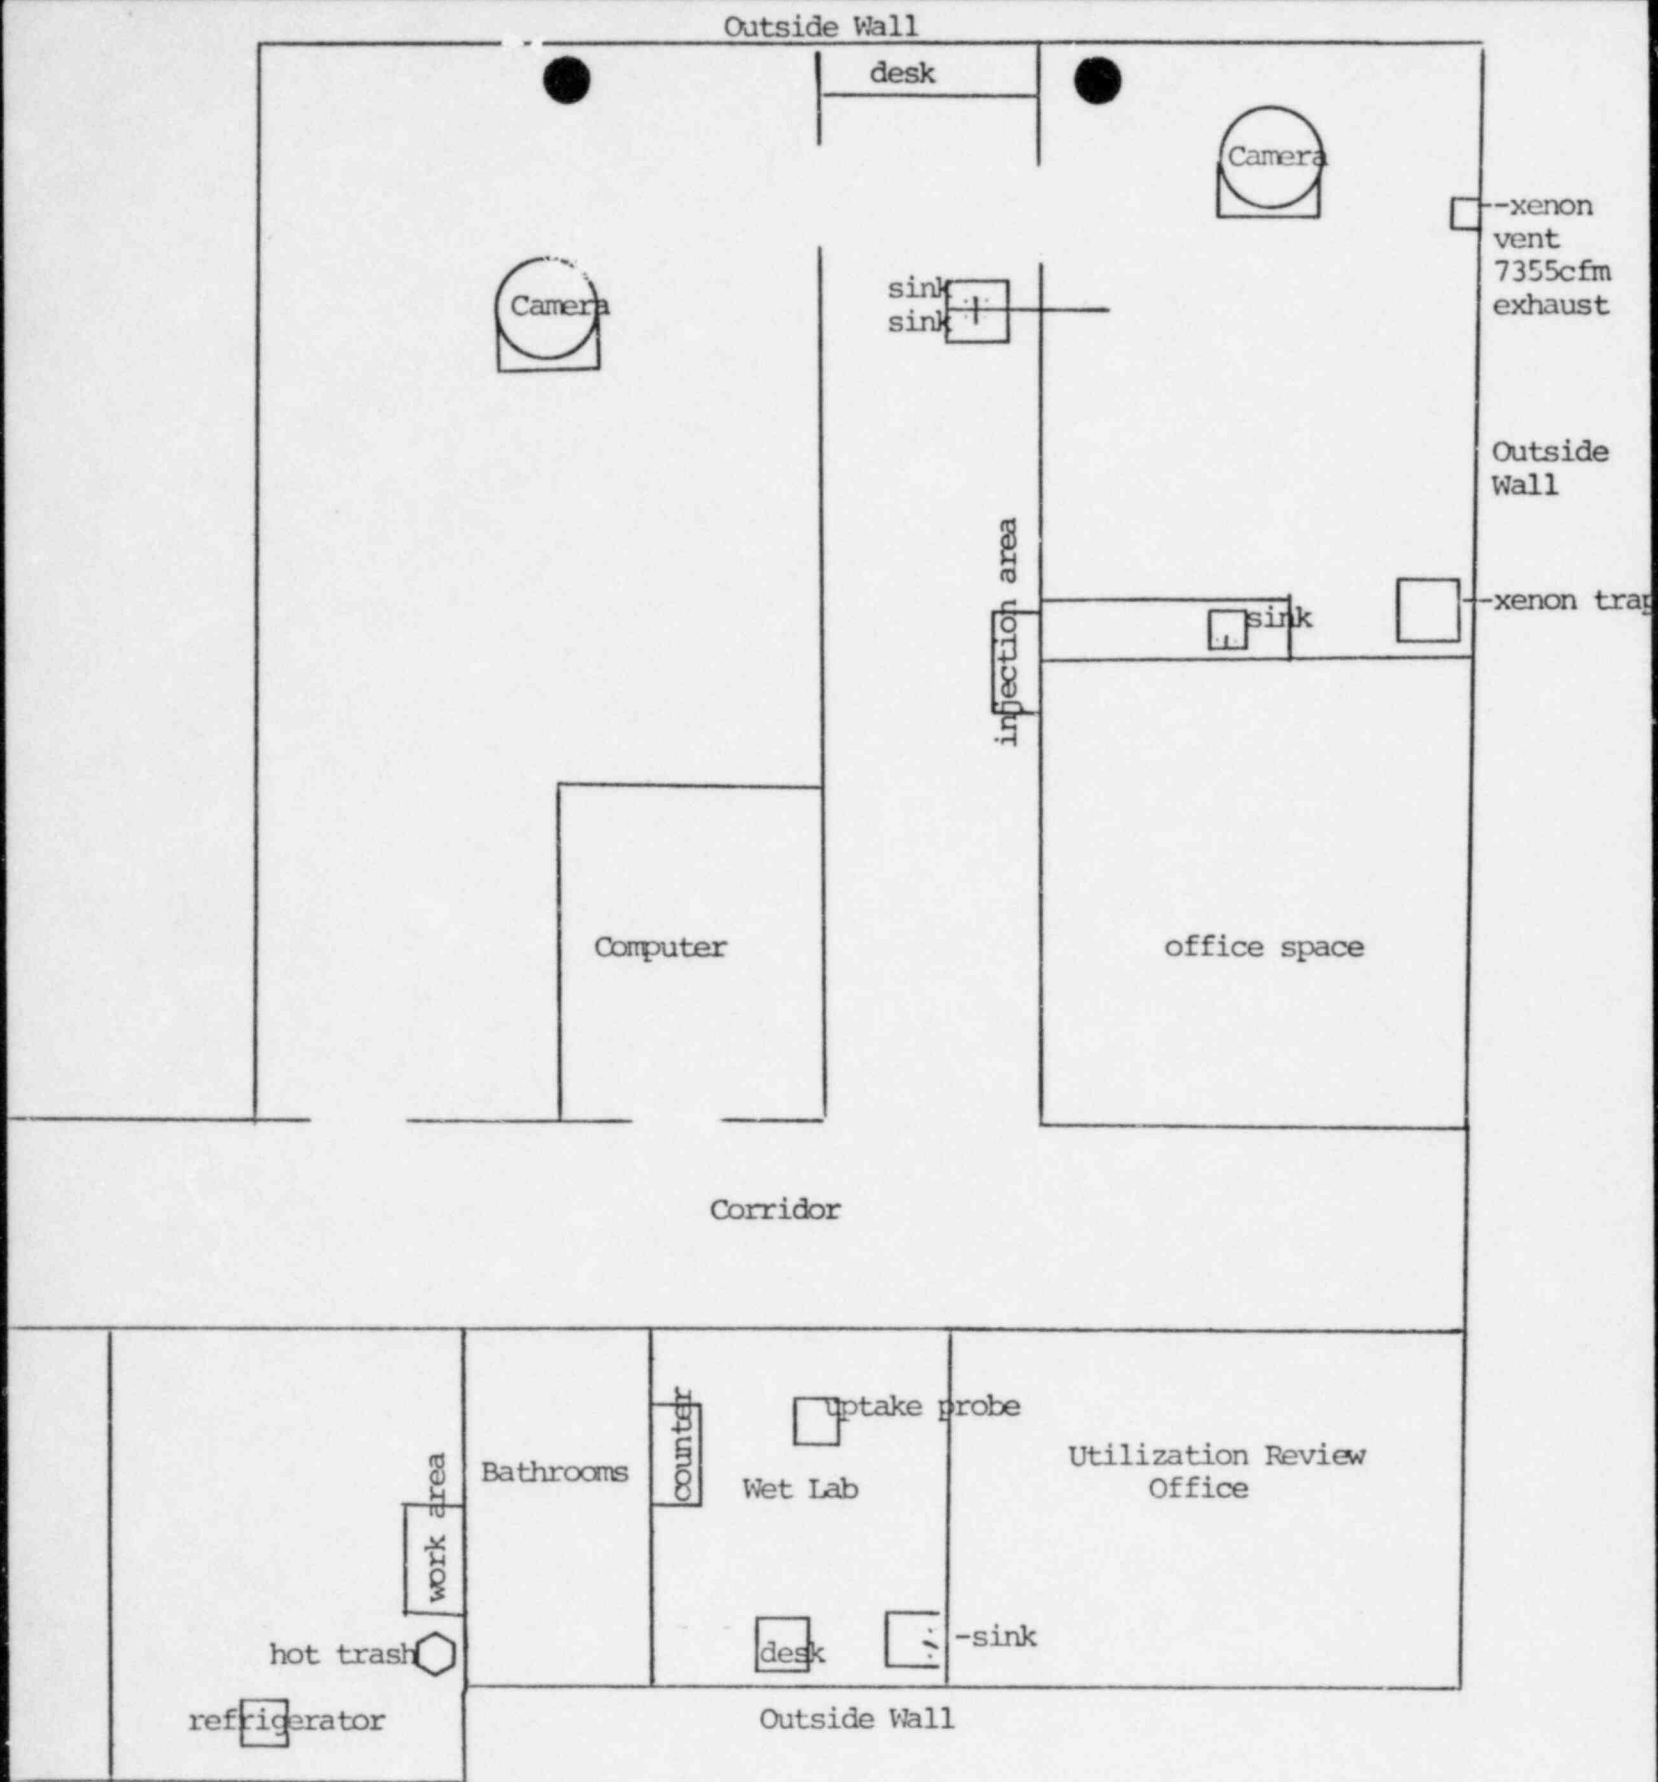 Outside Wall
desk
Camera
--xenon
vent
7355cfm
exhaust
Camera
sink
sink
Outside
Wall
injection area
--xenon
sink
Computer
office space
Corridor
uptake probe
counter
Utilization Review
Office
work area
Bathrooms
Wet Lab
-sink
hot trash
desk
refrigerator
Outside Wall